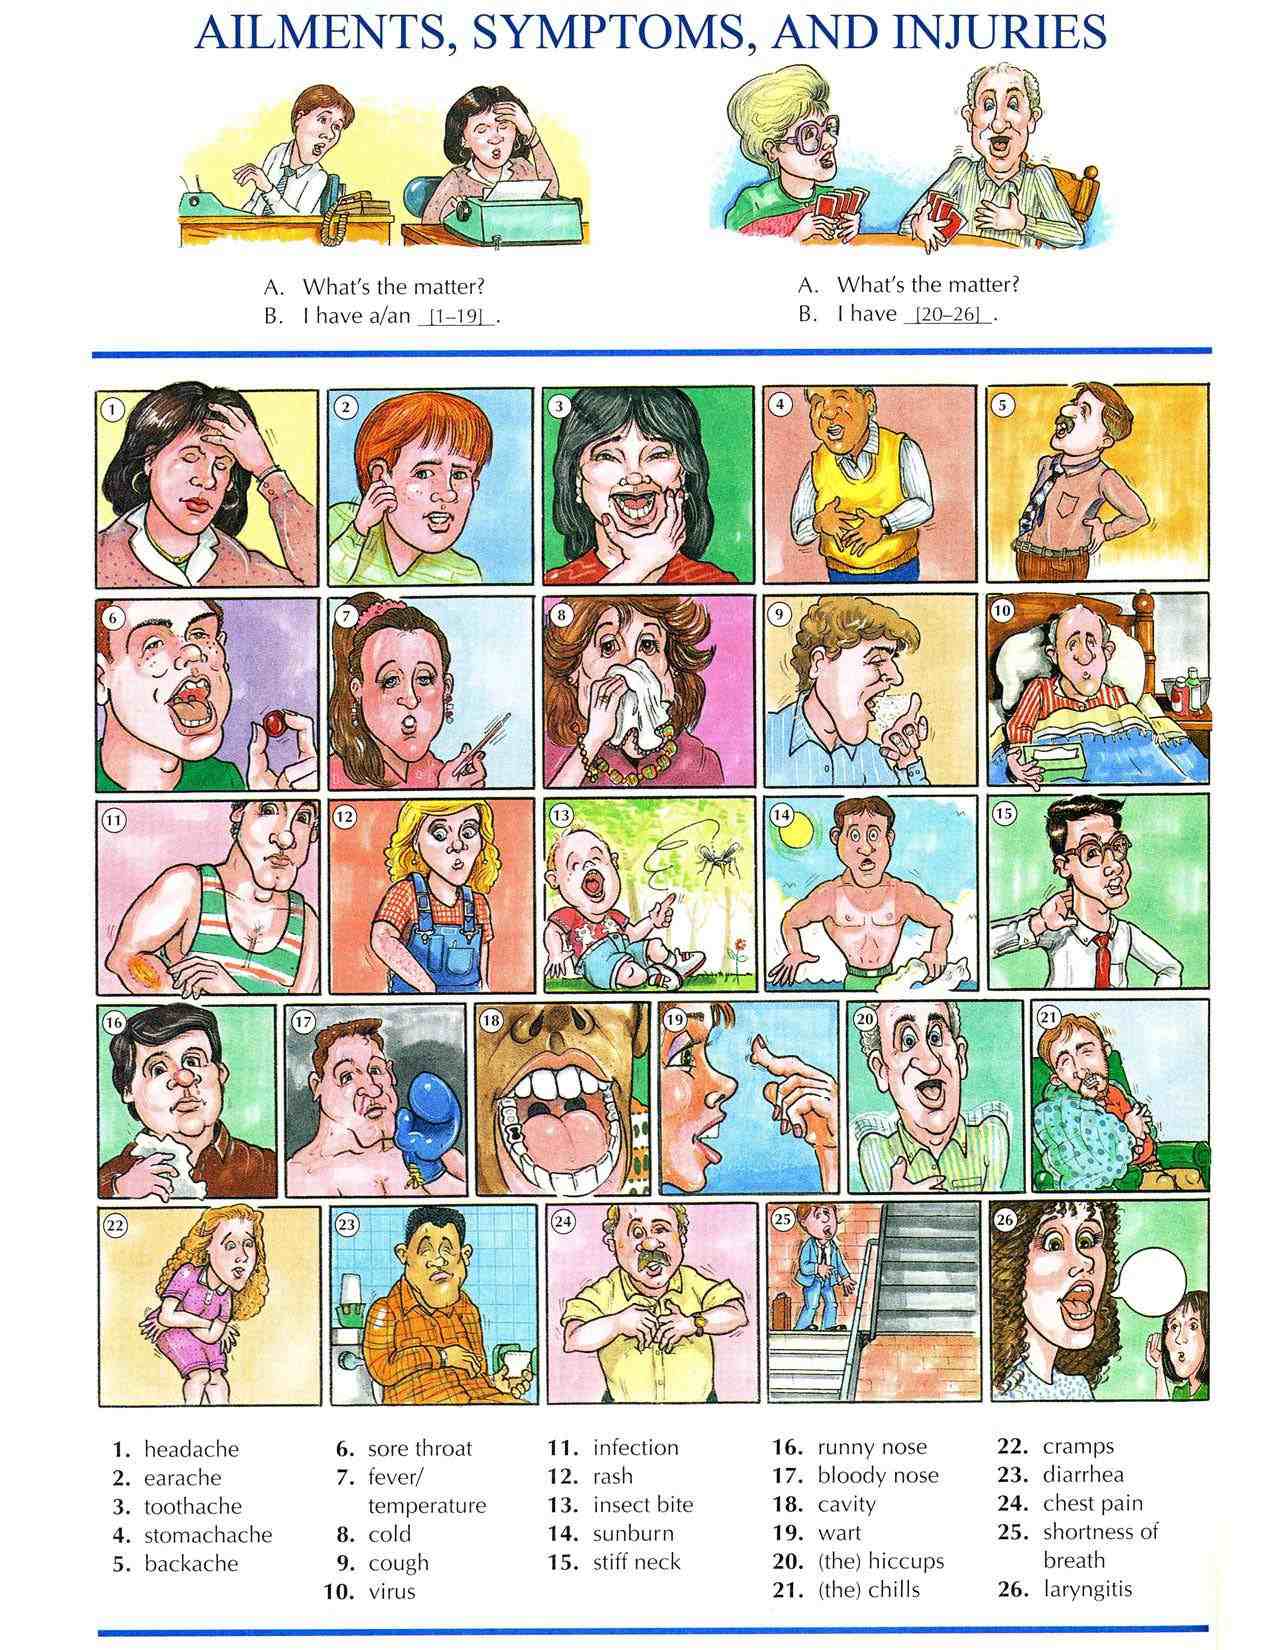 AILMENTS, SYMPTOMS, AND INJURIES
A. What's the matter?
B. I have a/an [1–19].
A. What's the matter?
B. I have [20–26].
1
2
3
4
5
6
7
8
9
10
11
12
13
14
15
16
17
18
19
20
21
22
23
24
25
26
1. headache
2. earache
3. toothache
4. stomachache
5. backache
6. sore throat
7. fever/
temperature
8. cold
9. cough
10. virus
11. infection
12. rash
13. insect bite
14. sunburn
15. stiff neck
16. runny nose
17. bloody nose
18. cavity
19. wart
20. (the) hiccups
21. (the) chills
22. cramps
23. diarrhea
24. chest pain
25. shortness of
breath
26. laryngitis